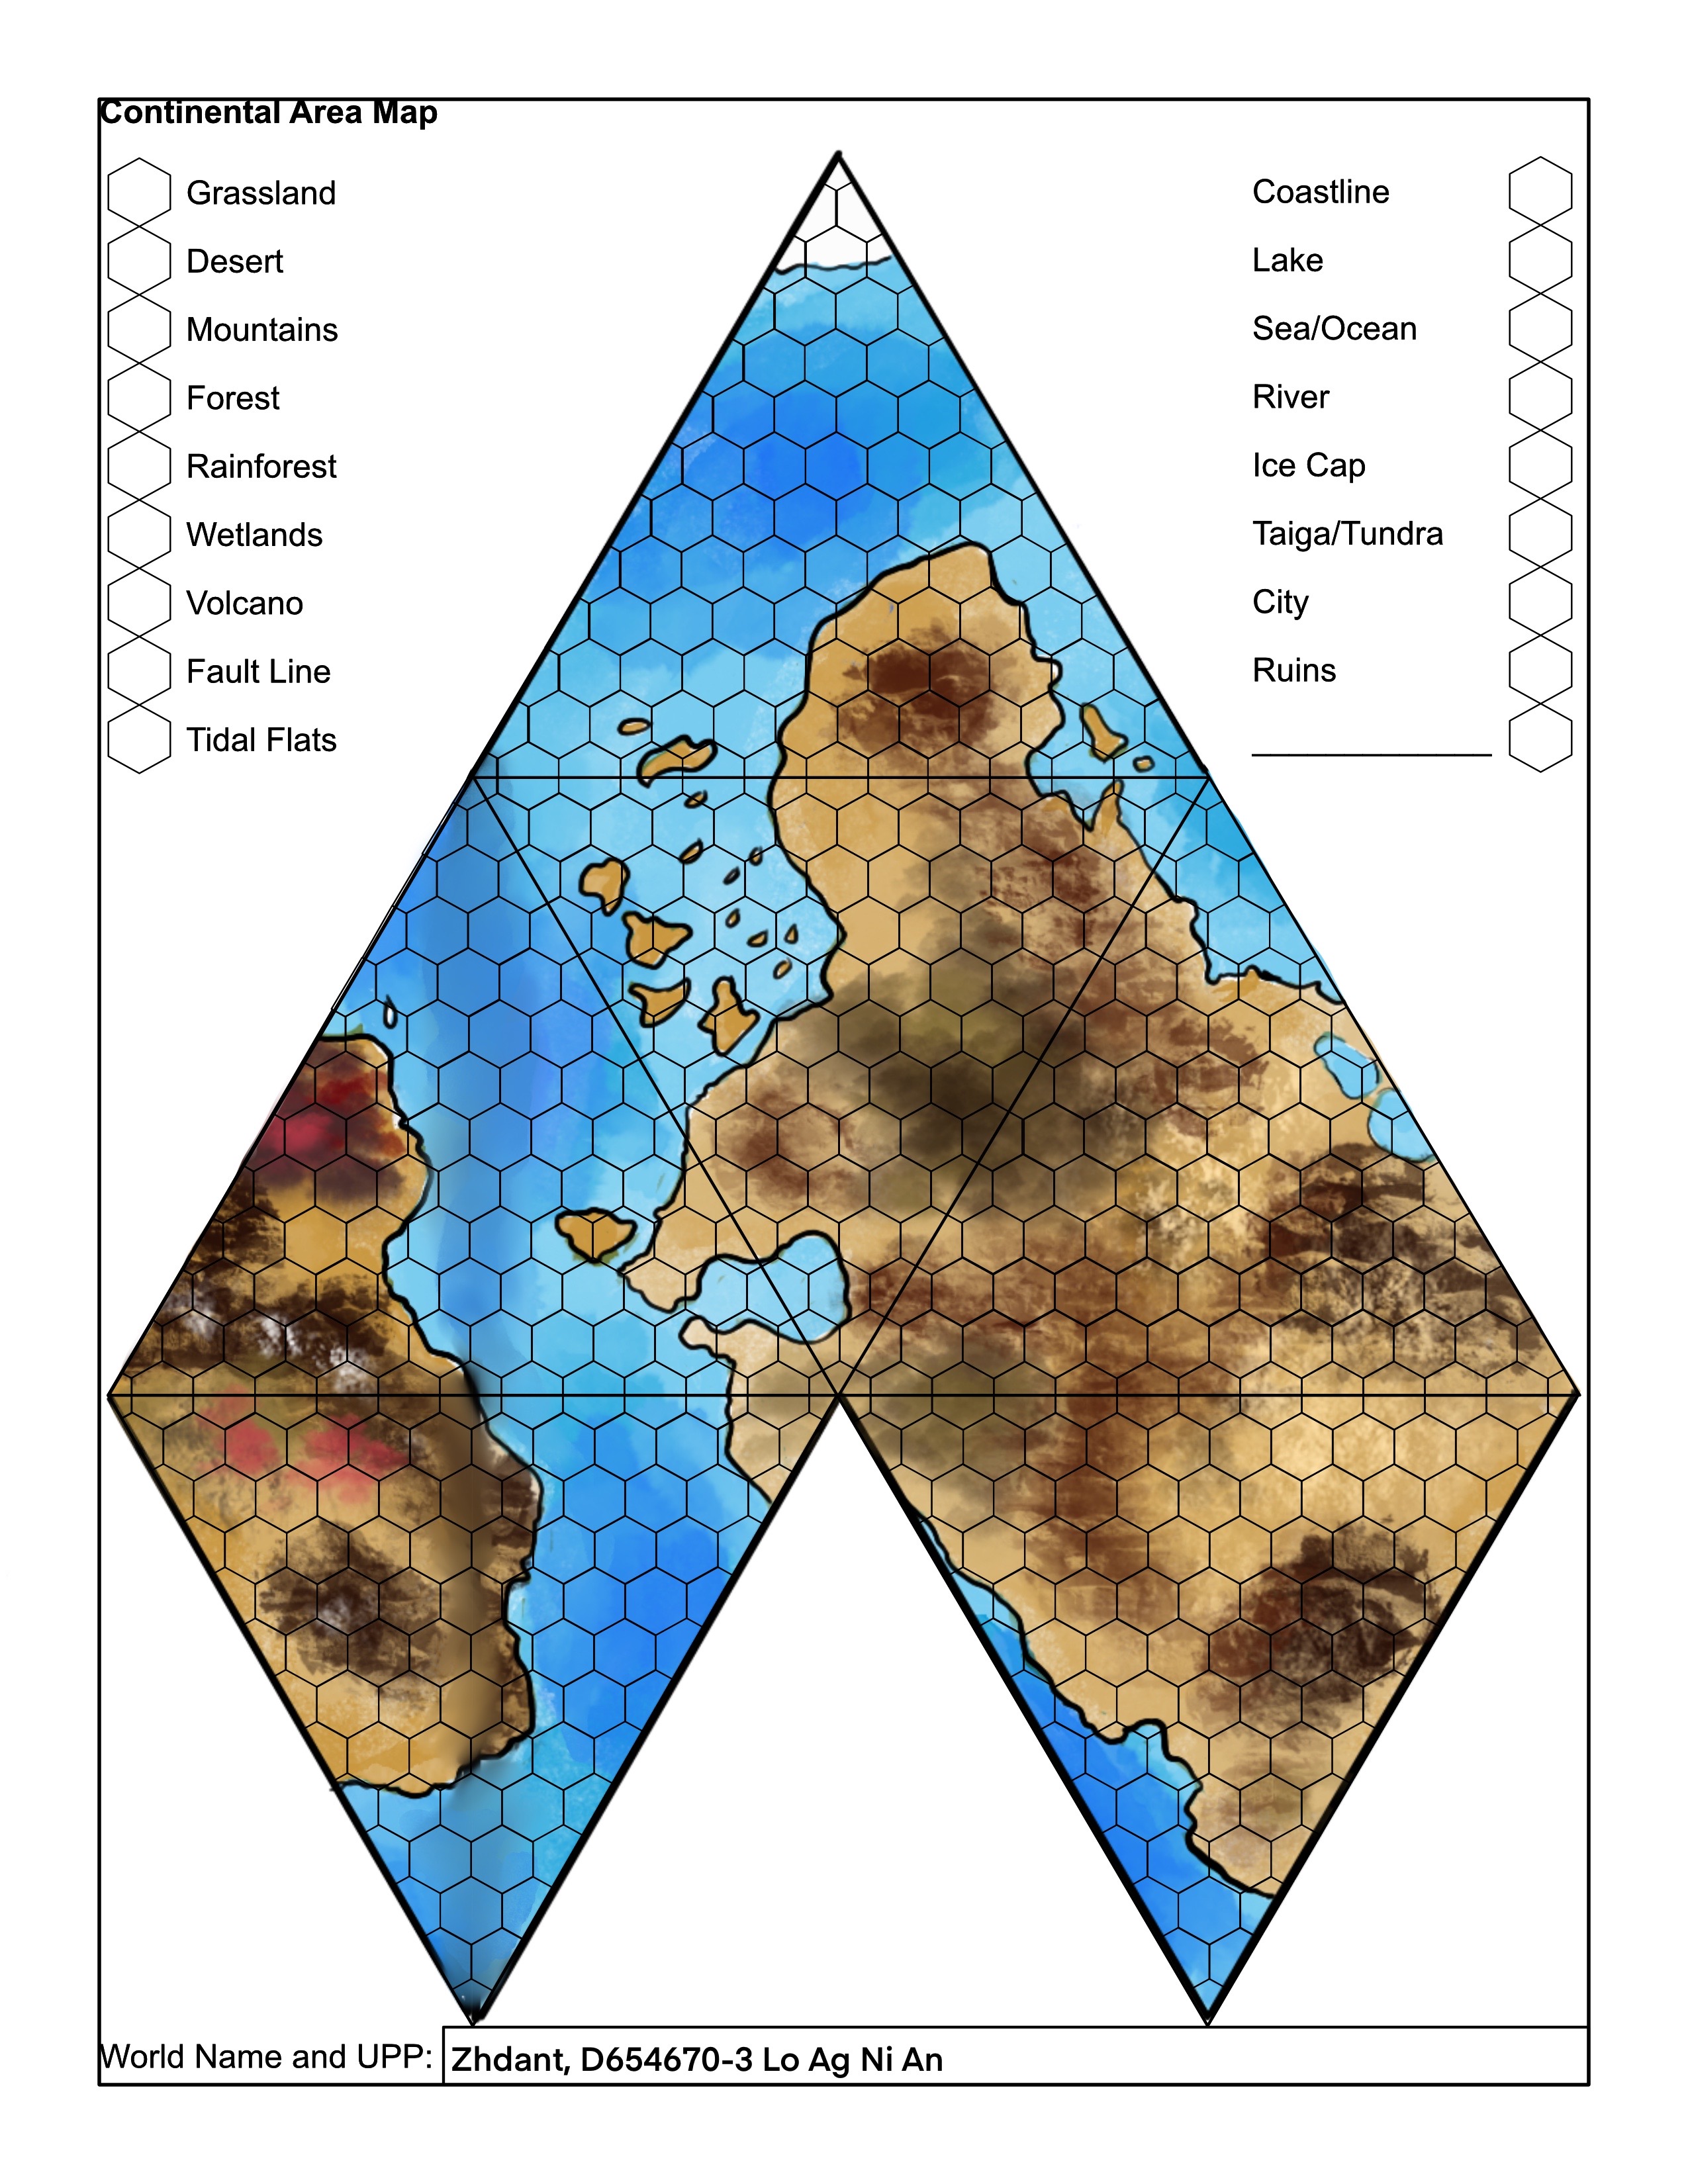 Continental Area Map
Grassland
Desert
Mountains
Forest
Rainforest
Wetlands
Volcano
Fault Line
Tidal Flats
Coastline
Lake
Sea/Ocean
River
Ice Cap
Taiga/Tundra
City
Ruins
World Name and UPP: Zhdant, D654670-3 Lo Ag Ni An